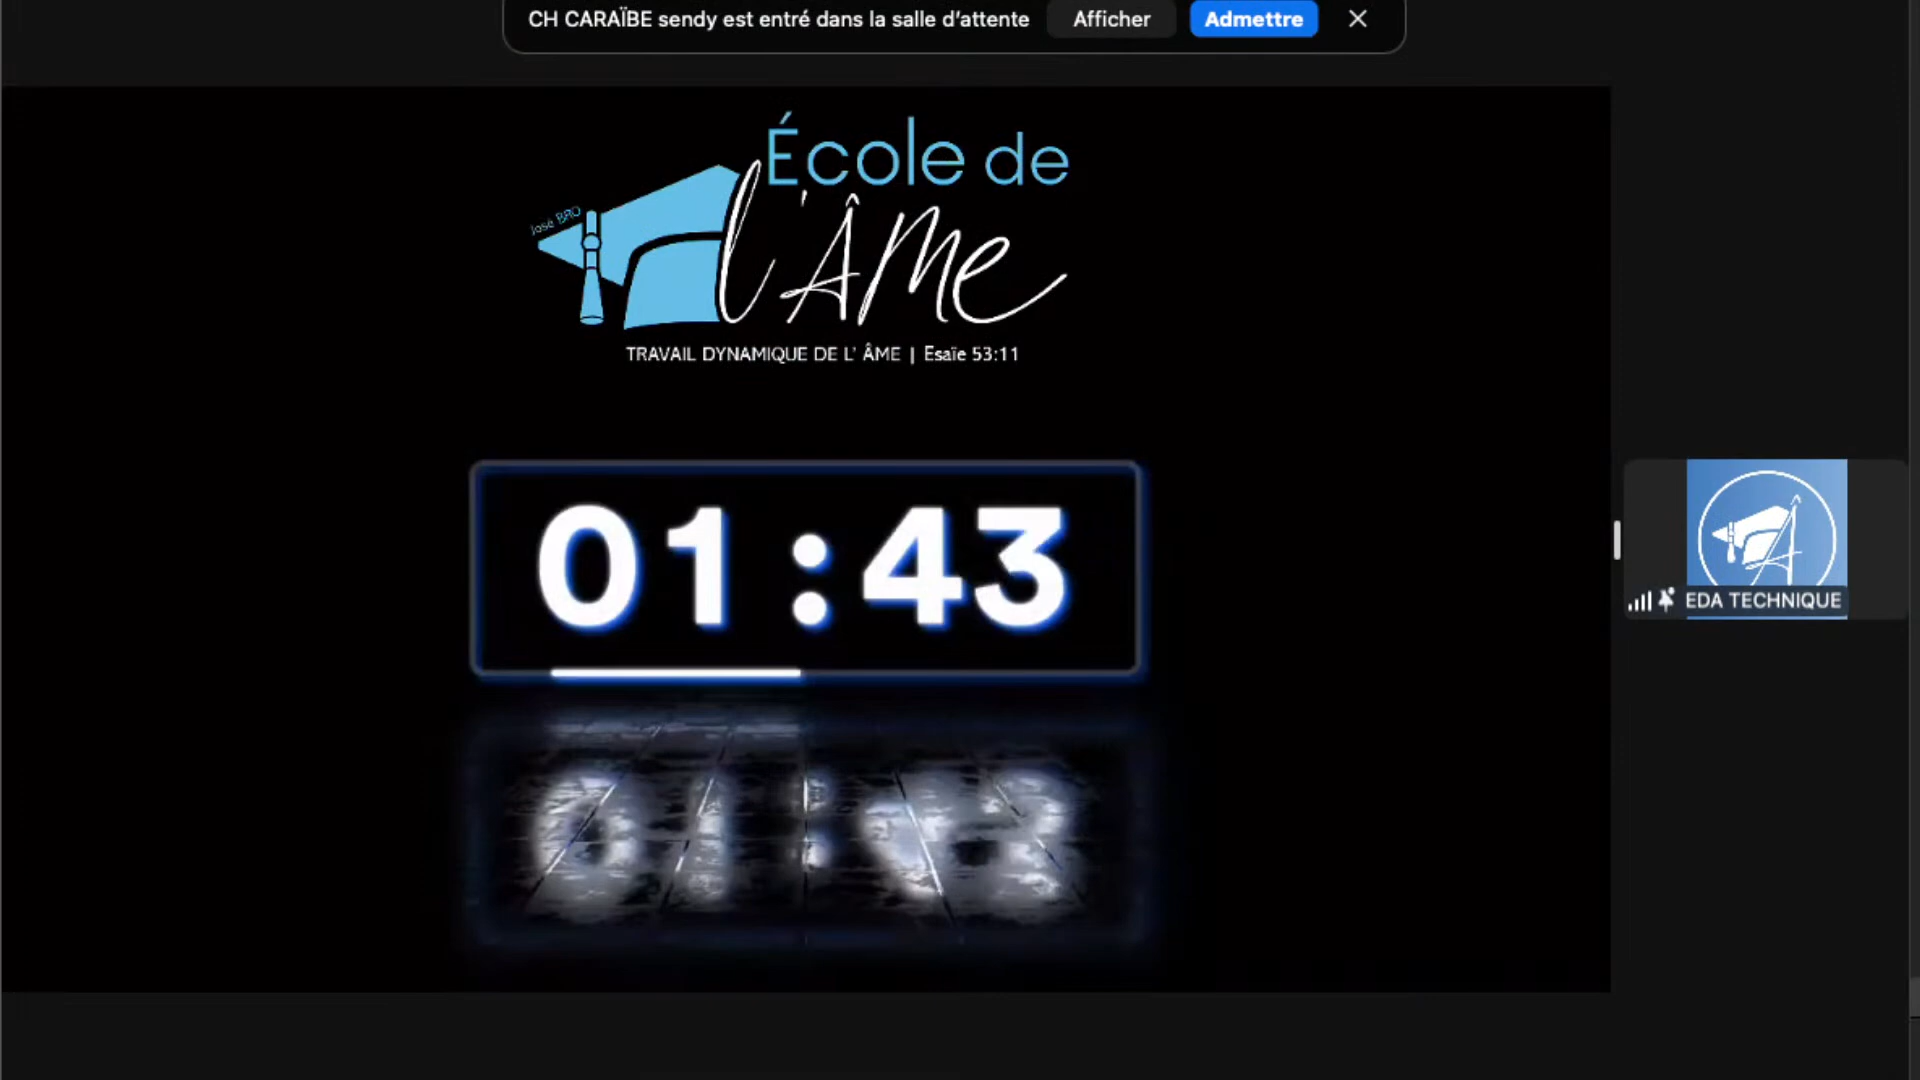 CH CARAÏBE sendy est entré dans la salle d'attente Afficher Admettre
École de
l'Âme
José BRO
TRAVAIL DYNAMIQUE DE L' ÂME | Esaïe 53:11
01:43
EDA TECHNIQUE